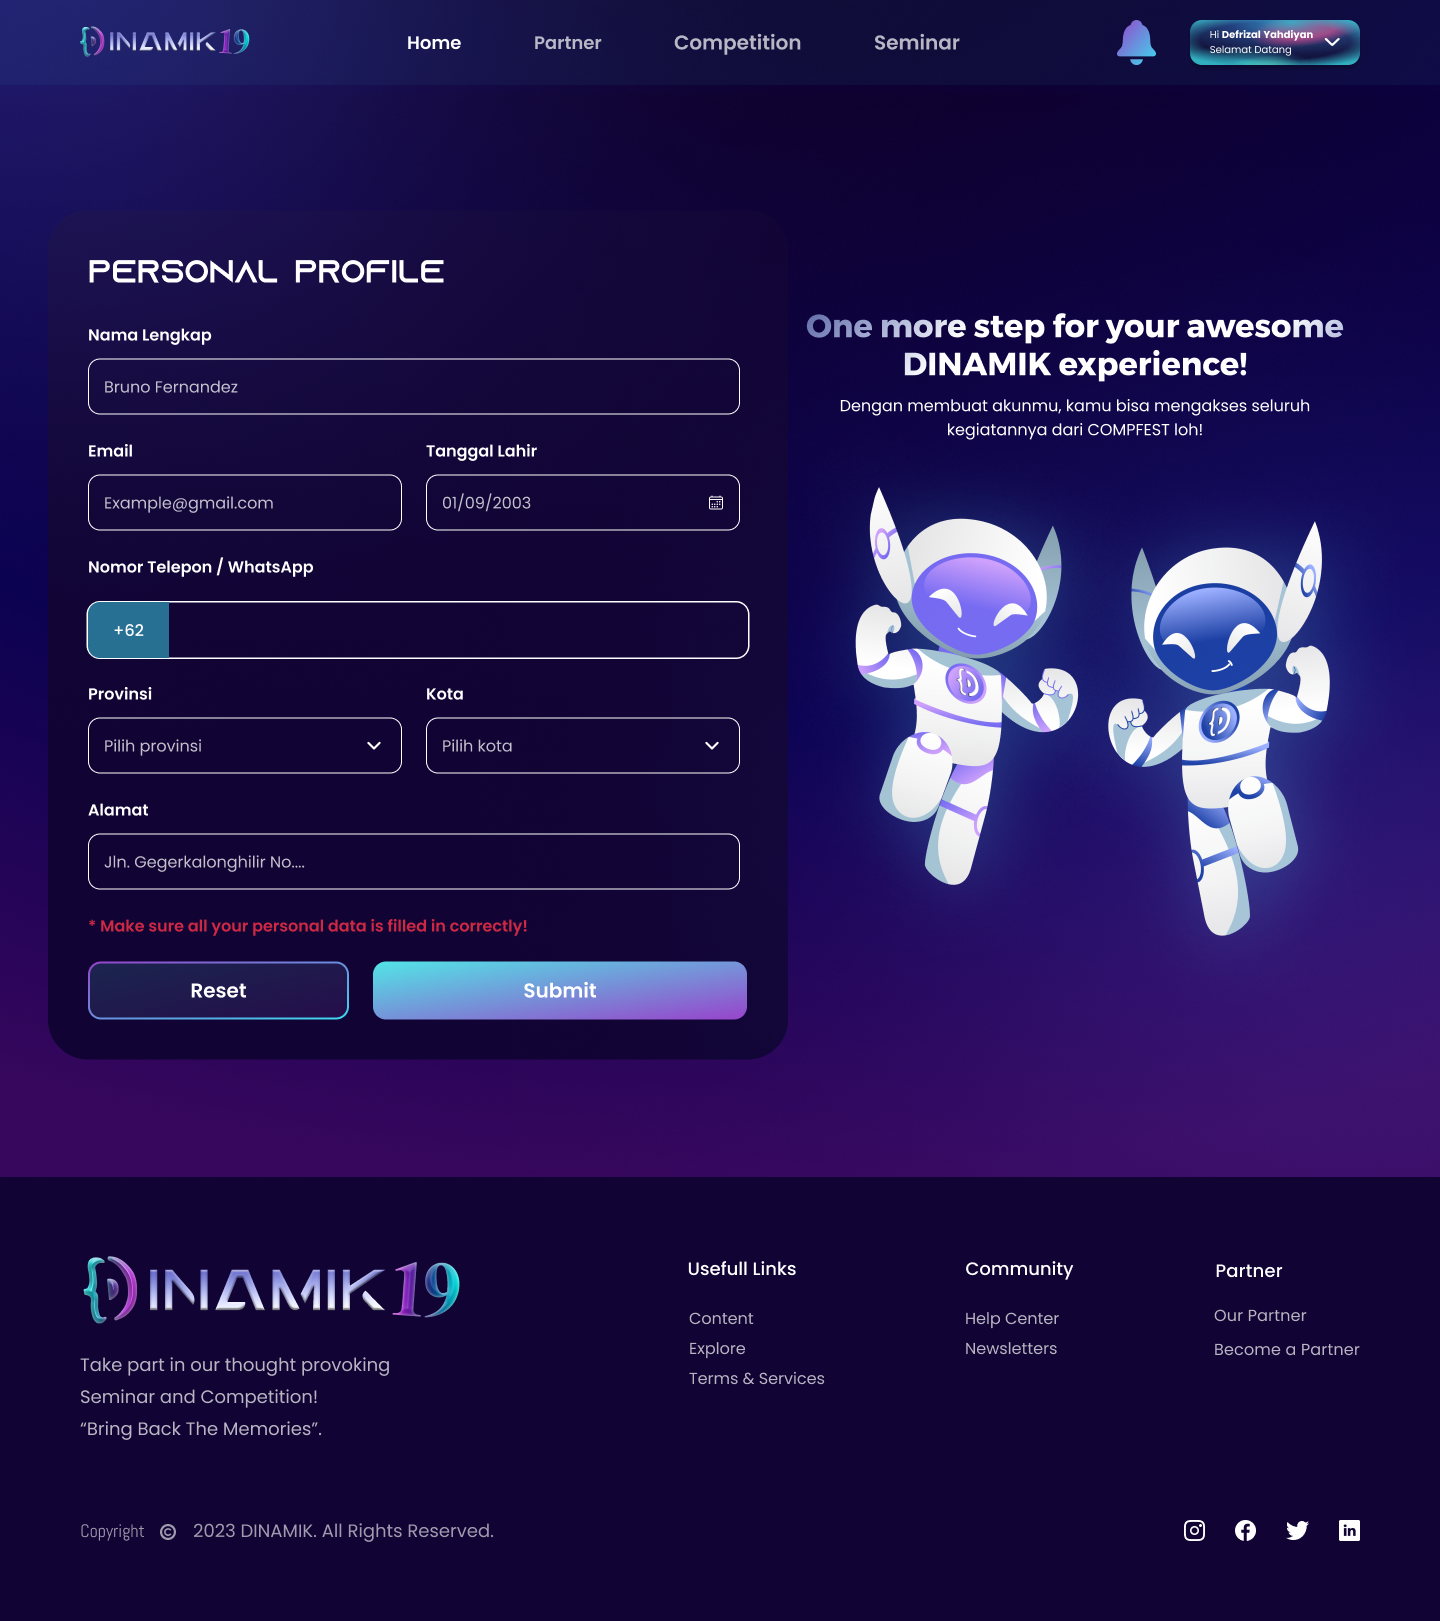 DINAMIK 19
Home
Partner
Competition
Seminar
Hi Defrizal Yahdiyan
Selamat Datang
PERSONAL PROFILE
Nama Lengkap
Bruno Fernandez
Email
Tanggal Lahir
Example@gmail.com
01/09/2003
Nomor Telepon / WhatsApp
+62
Provinsi
Kota
Pilih provinsi
Pilih kota
Alamat
Jln. Gegerkalonghilir No....
* Make sure all your personal data is filled in correctly!
Reset
Submit
One more step for your awesome
DINAMIK experience!
Dengan membuat akunmu, kamu bisa mengakses seluruh
kegiatannya dari COMPFEST loh!
DINAMIK 19
Take part in our thought provoking
Seminar and Competition!
“Bring Back The Memories”.
Usefull Links
Content
Explore
Terms & Services
Community
Help Center
Newsletters
Partner
Our Partner
Become a Partner
Copyright © 2023 DINAMIK. All Rights Reserved.